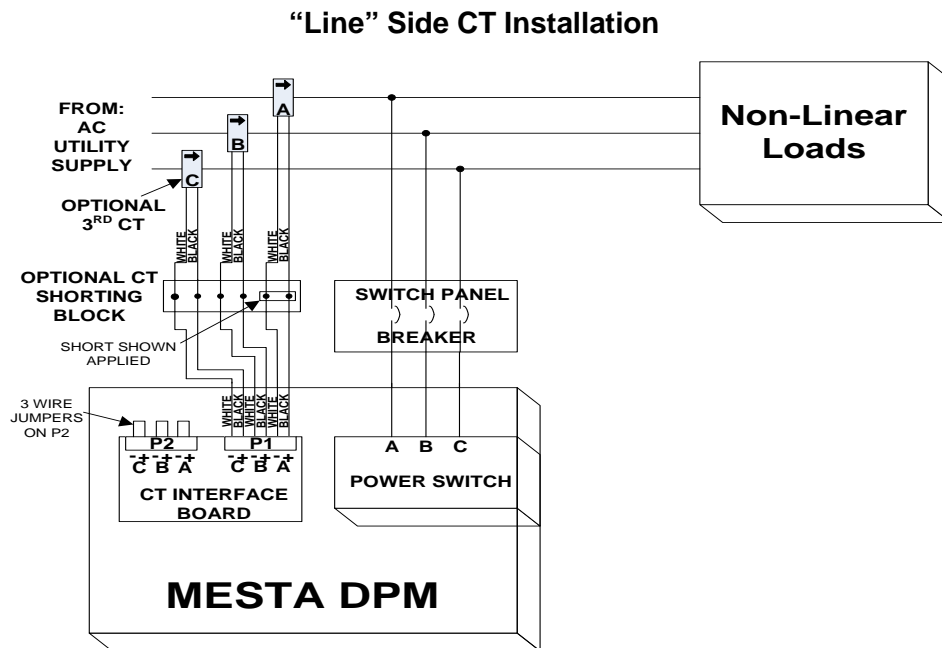 “Line” Side CT Installation
FROM:
AC
UTILITY
SUPPLY
A
B
C
OPTIONAL
3RD CT
Non-Linear
Loads
WHITE
BLACK
WHITE
BLACK
WHITE
BLACK
OPTIONAL CT
SHORTING
BLOCK
SHORT SHOWN
APPLIED
SWITCH PANEL
BREAKER
3 WIRE
JUMPERS
ON P2
WHITE
BLACK
WHITE
BLACK
WHITE
BLACK
P2
P1
-+ -+ -+
C B A
-+ -+ -+
C B A
CT INTERFACE
BOARD
A B C
POWER SWITCH
MESTA DPM